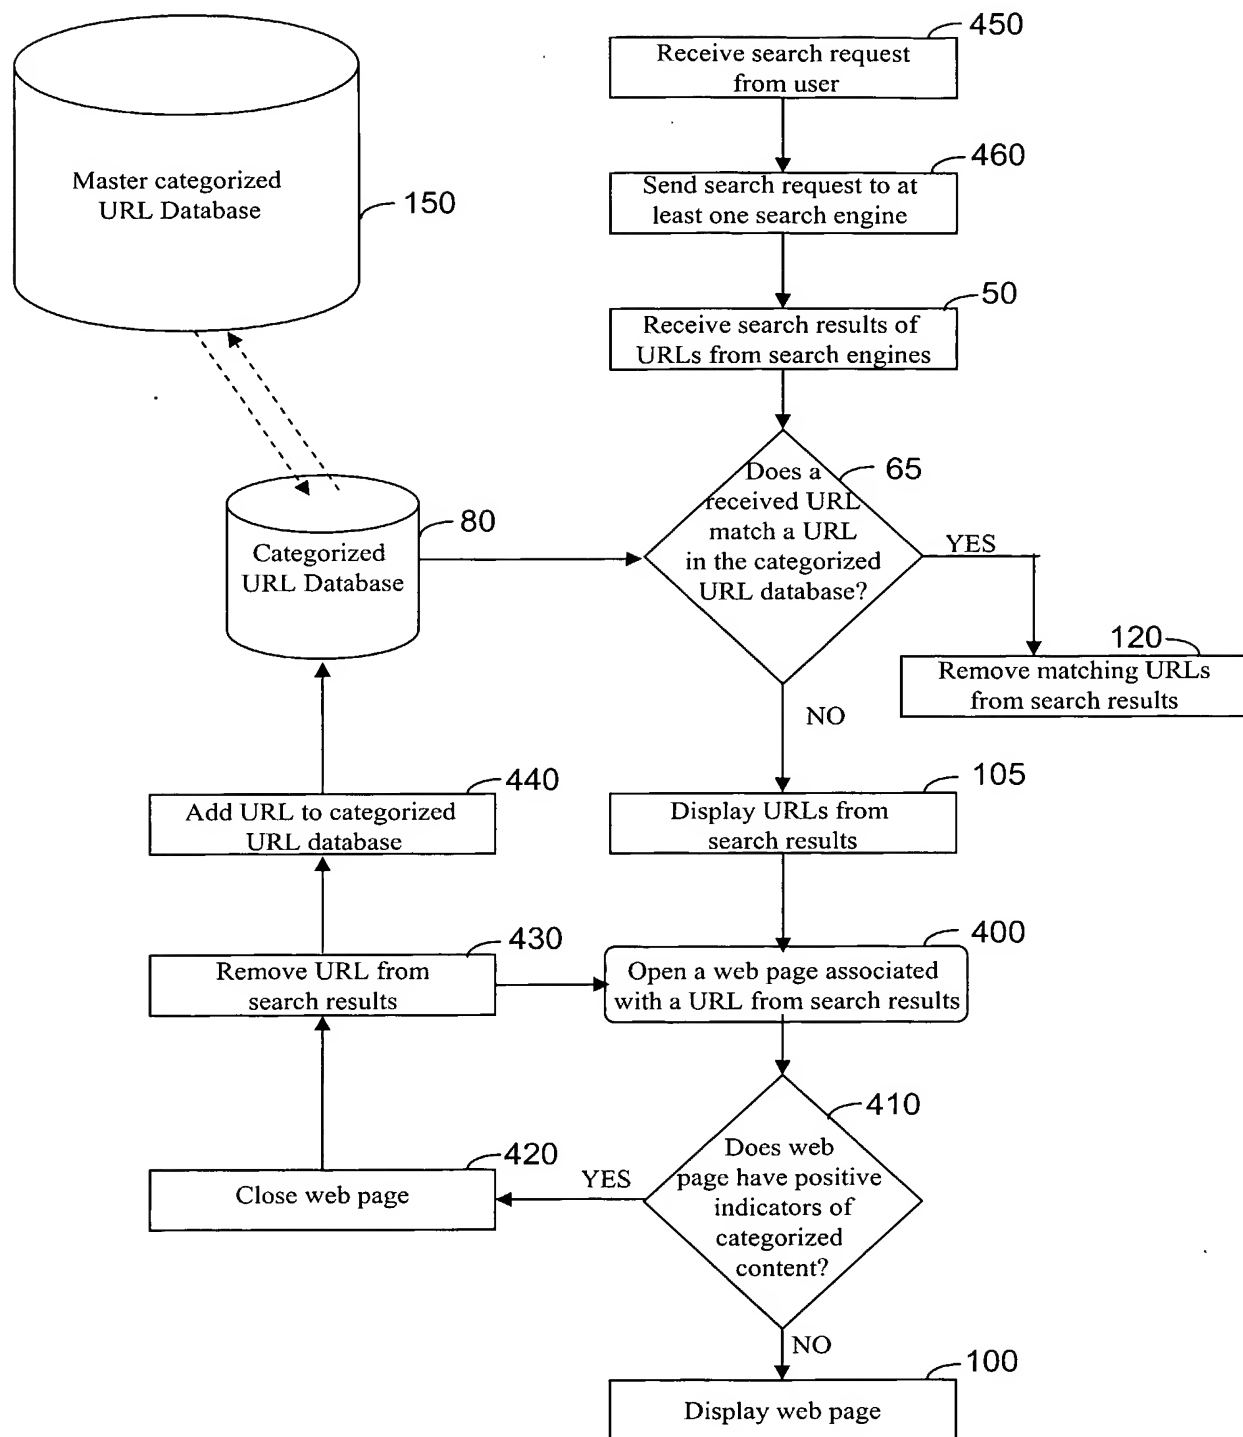 450
Receive search request
from user
460
Send search request to at
least one search engine
Master categorized
URL Database
150
50
Receive search results of
URLs from search engines
65
Does a
received URL
match a URL
in the categorized
URL database?
80
Categorized
URL Database
YES
120
Remove matching URLs
from search results
NO
440
Add URL to categorized
URL database
105
Display URLs from
search results
430
Remove URL from
search results
400
Open a web page associated
with a URL from search results
410
Does web
page have positive
indicators of
categorized
content?
YES
420
Close web page
NO
100
Display web page